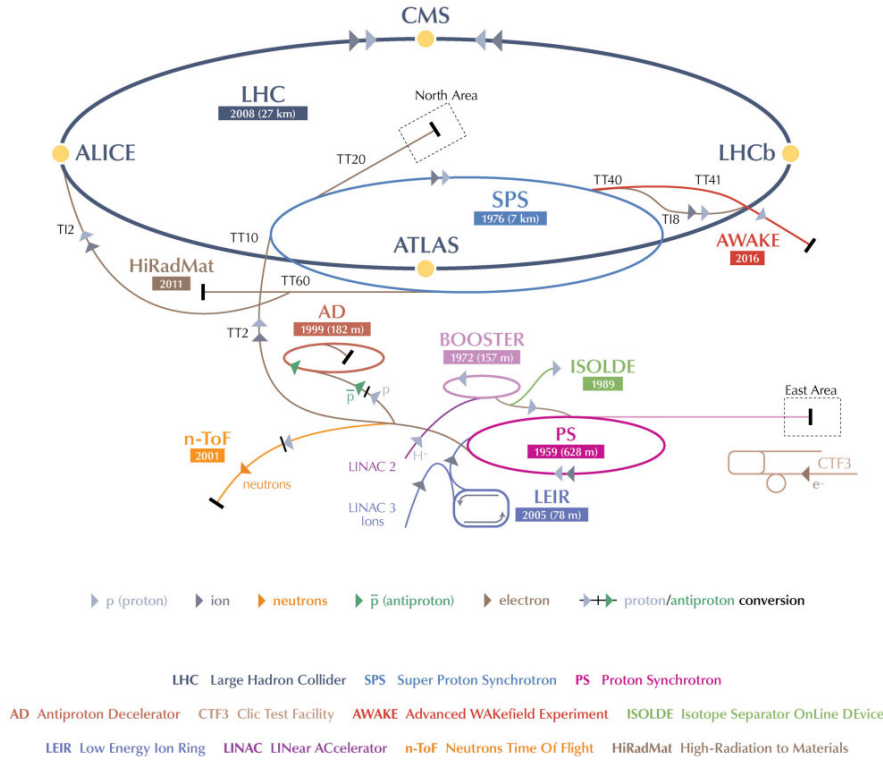 CMS
LHC
2008 (27 km)
North Area
ALICE
LHCb
TT20
TT40
TT41
SPS
1976 (7 km)
TI2
TT10
TI8
ATLAS
AWAKE
2016
HiRadMat
2011
TT60
AD
1999 (182 m)
TT2
BOOSTER
1972 (157 m)
ISOLDE
1989
p̅
p
East Area
n-ToF
2001
LINAC 2
H⁻
PS
1959 (628 m)
neutrons
CTF3
e⁻
LINAC 3
Ions
LEIR
2005 (78 m)
p (proton) ion neutrons p̅ (antiproton) electron proton/antiproton conversion
LHC Large Hadron Collider SPS Super Proton Synchrotron PS Proton Synchrotron
AD Antiproton Decelerator CTF3 Clic Test Facility AWAKE Advanced WAKefield Experiment ISOLDE Isotope Separator OnLine DEvice
LEIR Low Energy Ion Ring LINAC LINear ACcelerator n-ToF Neutrons Time Of Flight HiRadMat High-Radiation to Materials